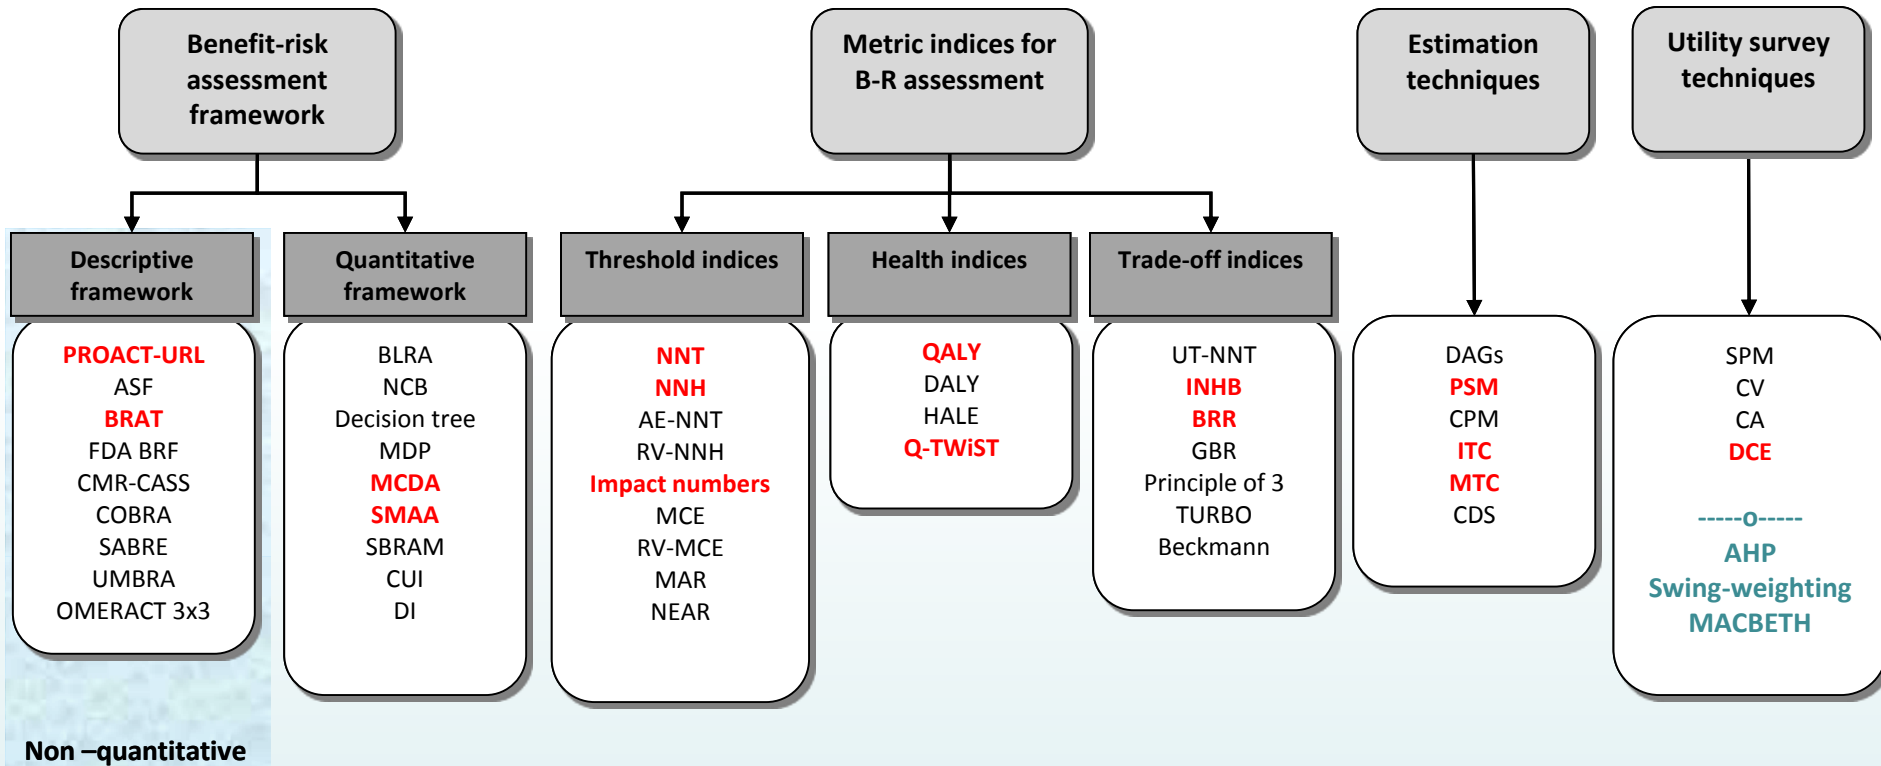 Benefit-risk
assessment
framework
Metric indices for
B-R assessment
Estimation
techniques
Utility survey
techniques
Descriptive
framework
Quantitative
framework
Threshold indices
Health indices
Trade-off indices
PROACT-URL
ASF
BRAT
FDA BRF
CMR-CASS
COBRA
SABRE
UMBRA
OMERACT 3x3
BLRA
NCB
Decision tree
MDP
MCDA
SMAA
SBRAM
CUI
DI
NNT
NNH
AE-NNT
RV-NNH
Impact numbers
MCE
RV-MCE
MAR
NEAR
QALY
DALY
HALE
Q-TWiST
UT-NNT
INHB
BRR
GBR
Principle of 3
TURBO
Beckmann
DAGs
PSM
CPM
ITC
MTC
CDS
SPM
CV
CA
DCE
-----o-----
AHP
Swing-weighting
MACBETH
Non –quantitative